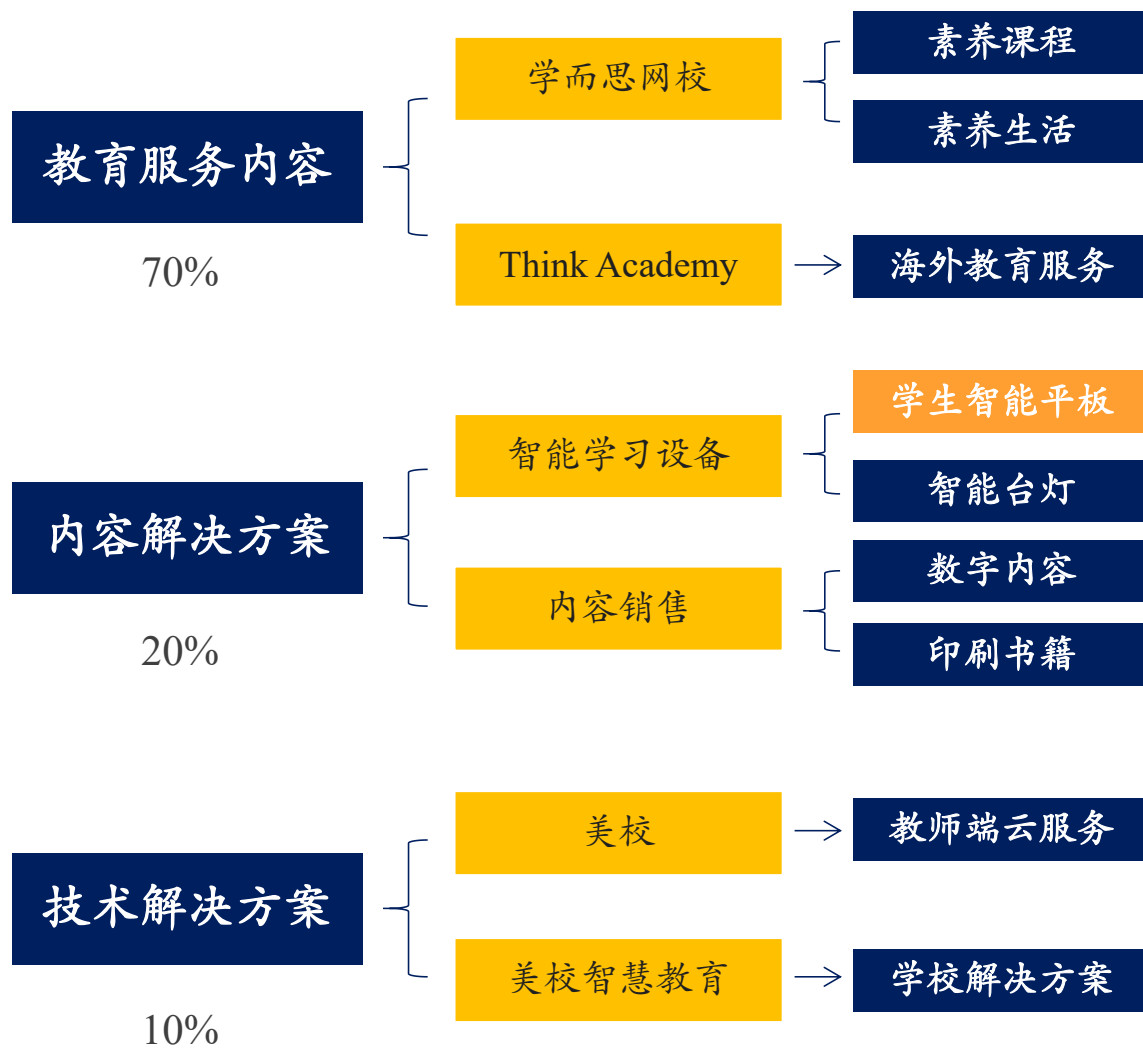 教育服务内容
70%
学而思网校
素养课程
素养生活
Think Academy
海外教育服务
内容解决方案
20%
智能学习设备
学生智能平板
智能台灯
内容销售
数字内容
印刷书籍
技术解决方案
10%
美校
教师端云服务
美校智慧教育
学校解决方案